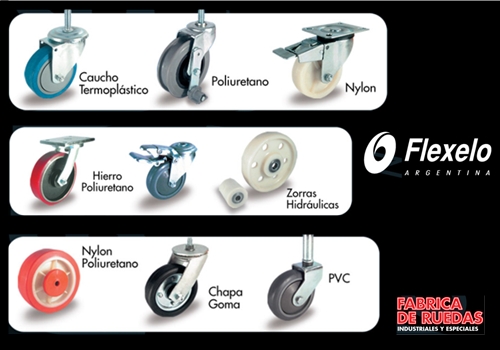 Caucho
Termoplástico
Poliuretano
Nylon
Hierro
Poliuretano
Zorras
Hidráulicas
Flexelo
ARGENTINA
Nylon
Poliuretano
Chapa
Goma
PVC
FABRICA
DE RUEDAS
INDUSTRIALES Y ESPECIALES